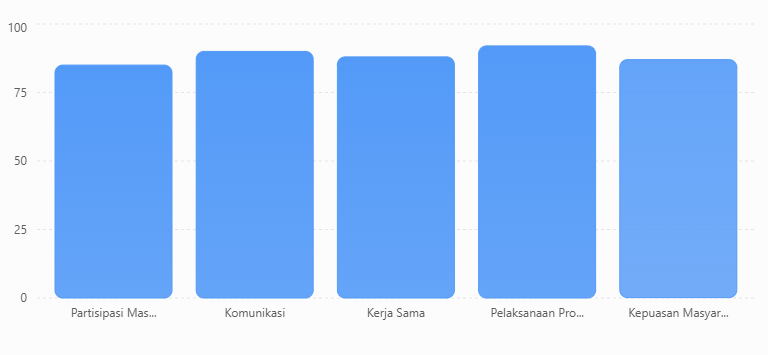 100
75
50
25
0
Partisipasi Mas...
Komunikasi
Kerja Sama
Pelaksanaan Pro...
Kepuasan Masyar...